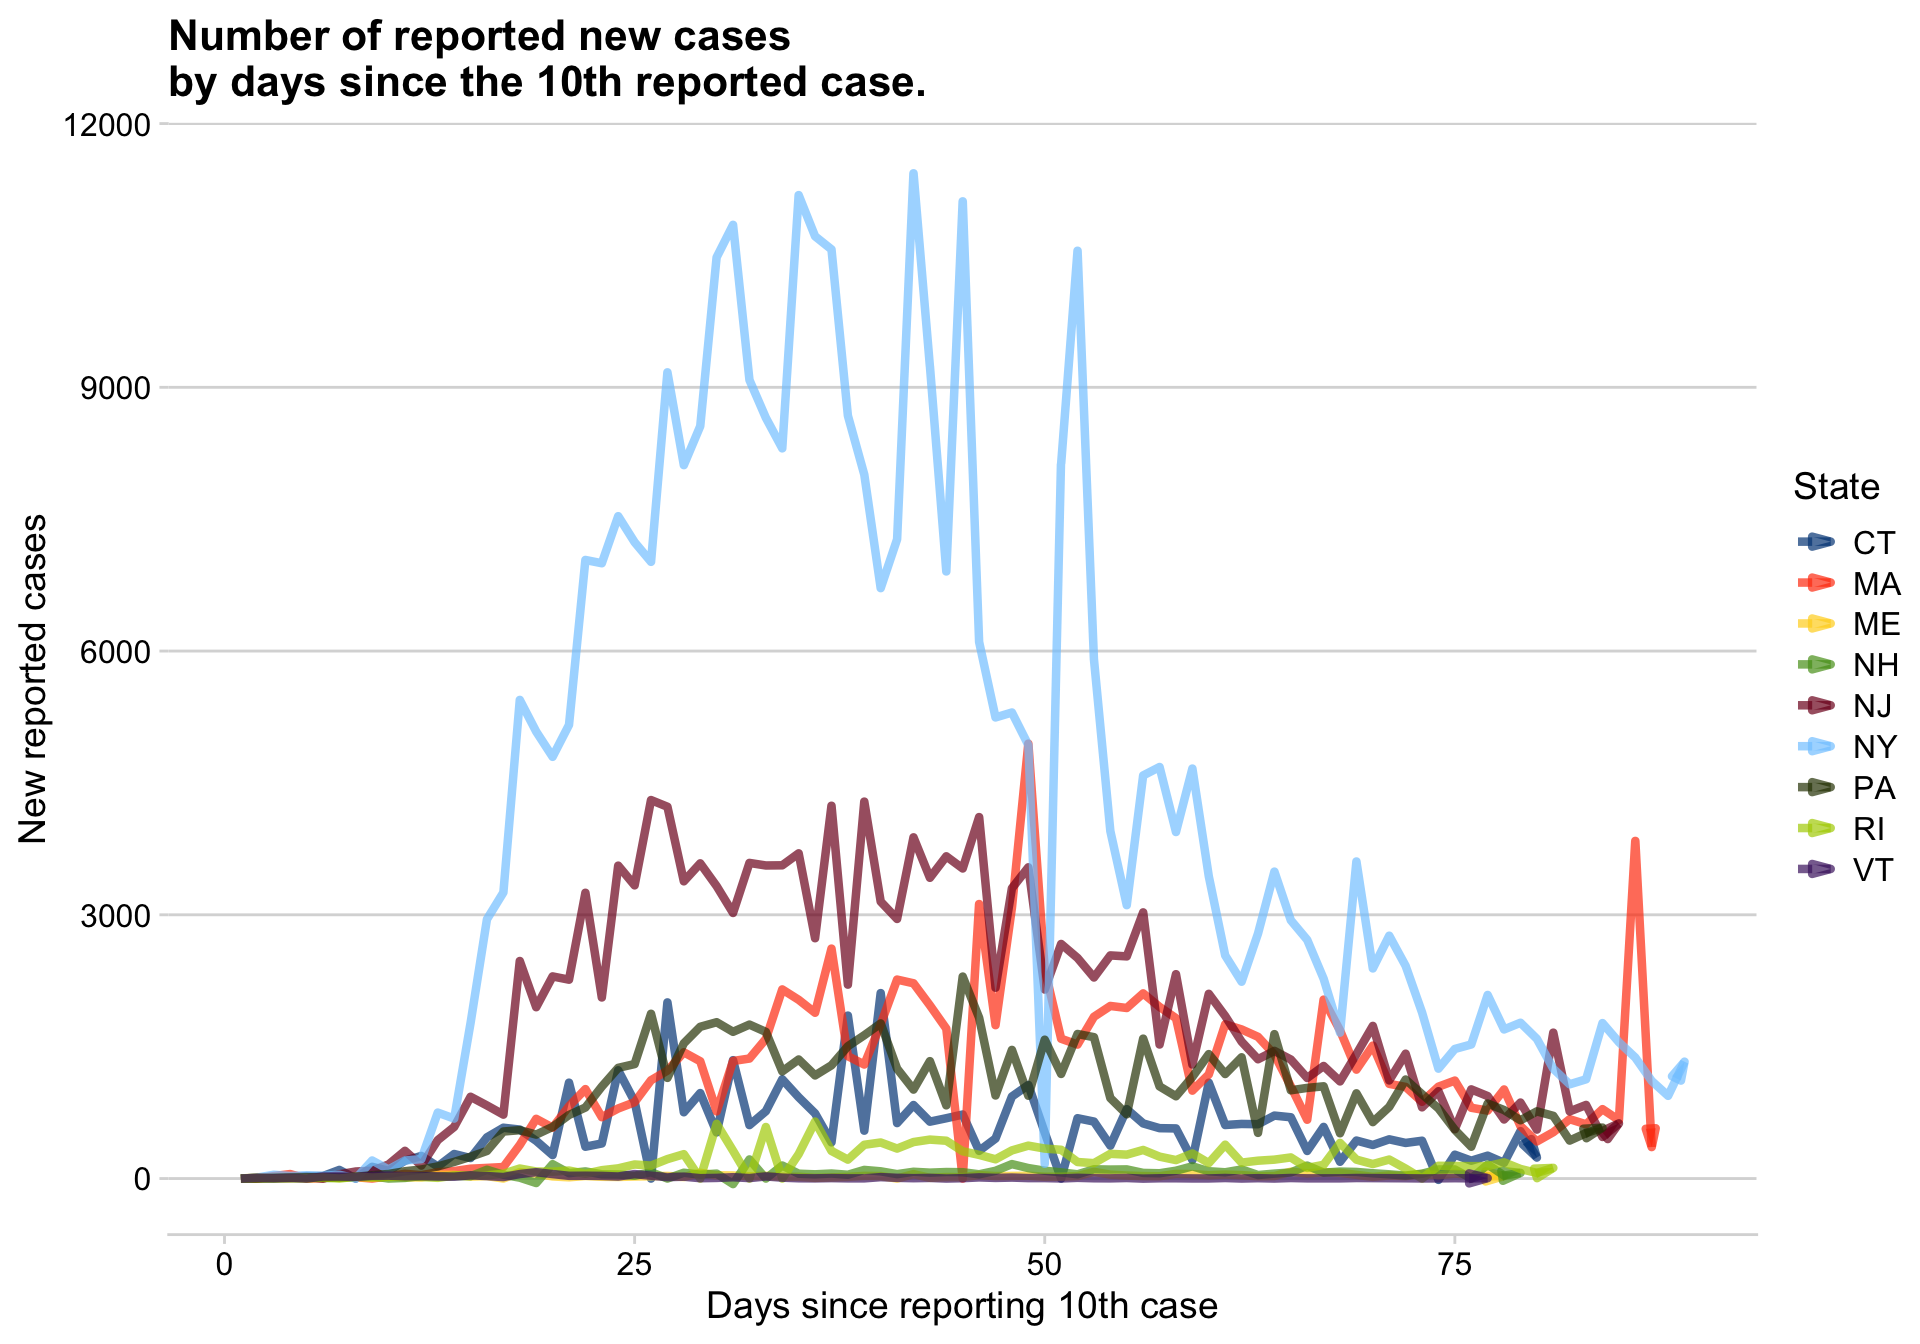 Number of reported new cases
by days since the 10th reported case.
12000
9000
6000
3000
0
New reported cases
0 25 50 75
Days since reporting 10th case
State
CT
MA
ME
NH
NJ
NY
PA
RI
VT